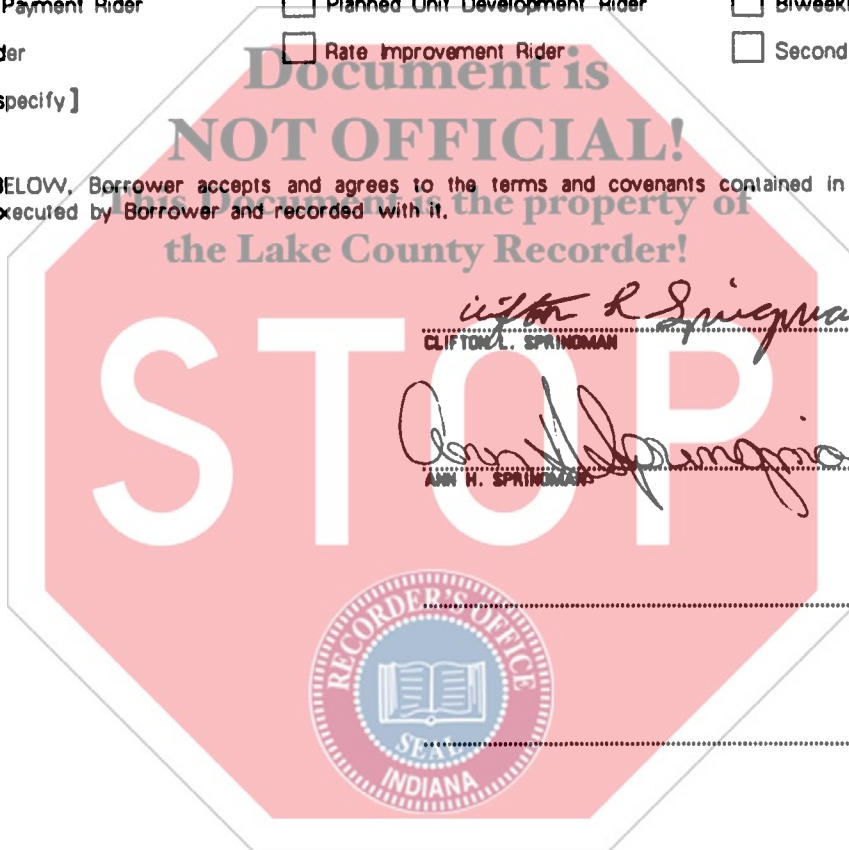 Payment Rider Planned Unit Development Rider Biweekl
der Rate Improvement Rider Second
specify]
Document is
NOT OFFICIAL!
ELOW, Borrower accepts and agrees to the terms and covenants contained in
xecuted by Borrower and recorded with it.
This Document is the property of
the Lake County Recorder!
STOP
CLIFTON L. SPRINGMAN
ANN H. SPRINGMAN
RECORDER'S OFFICE
SEAL
INDIANA